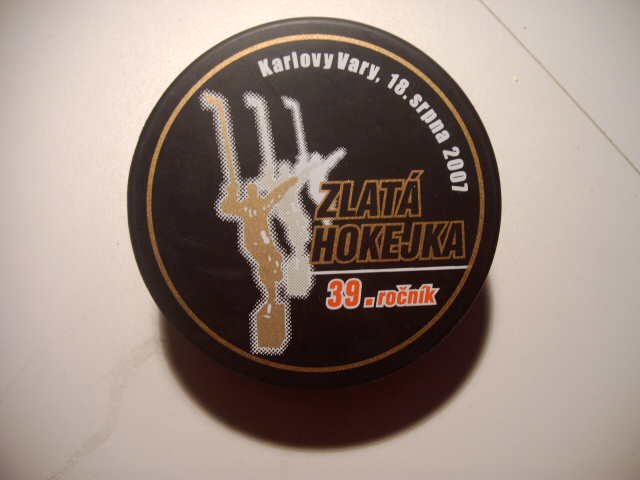 Karlovy Vary, 18. srpna 2007
ZLATÁ
HOKEJKA
39. ročník